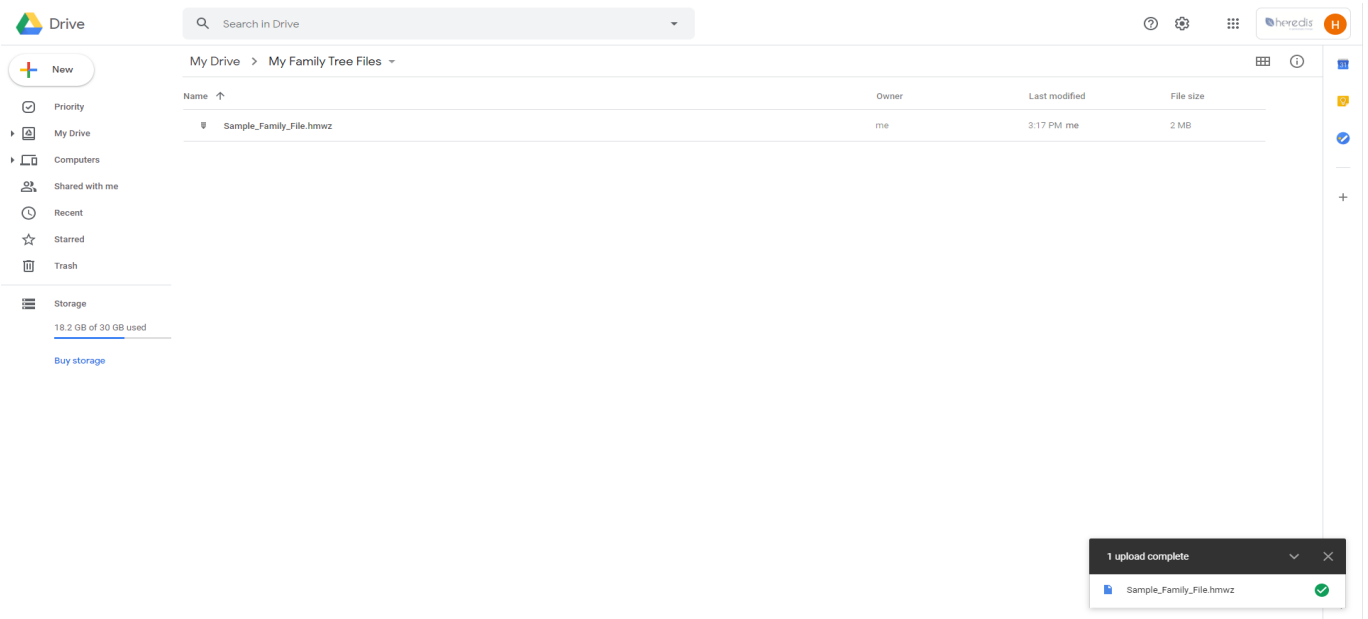 Drive
Search in Drive
heredis
H
New
My Drive > My Family Tree Files
31
Name Owner Last modified File size
Priority
Sample_Family_File.hmwz me 3:17 PM me 2 MB
My Drive
Computers
Shared with me
Recent
Starred
Trash
Storage
18.2 GB of 30 GB used
Buy storage
1 upload complete
Sample_Family_File.hmwz